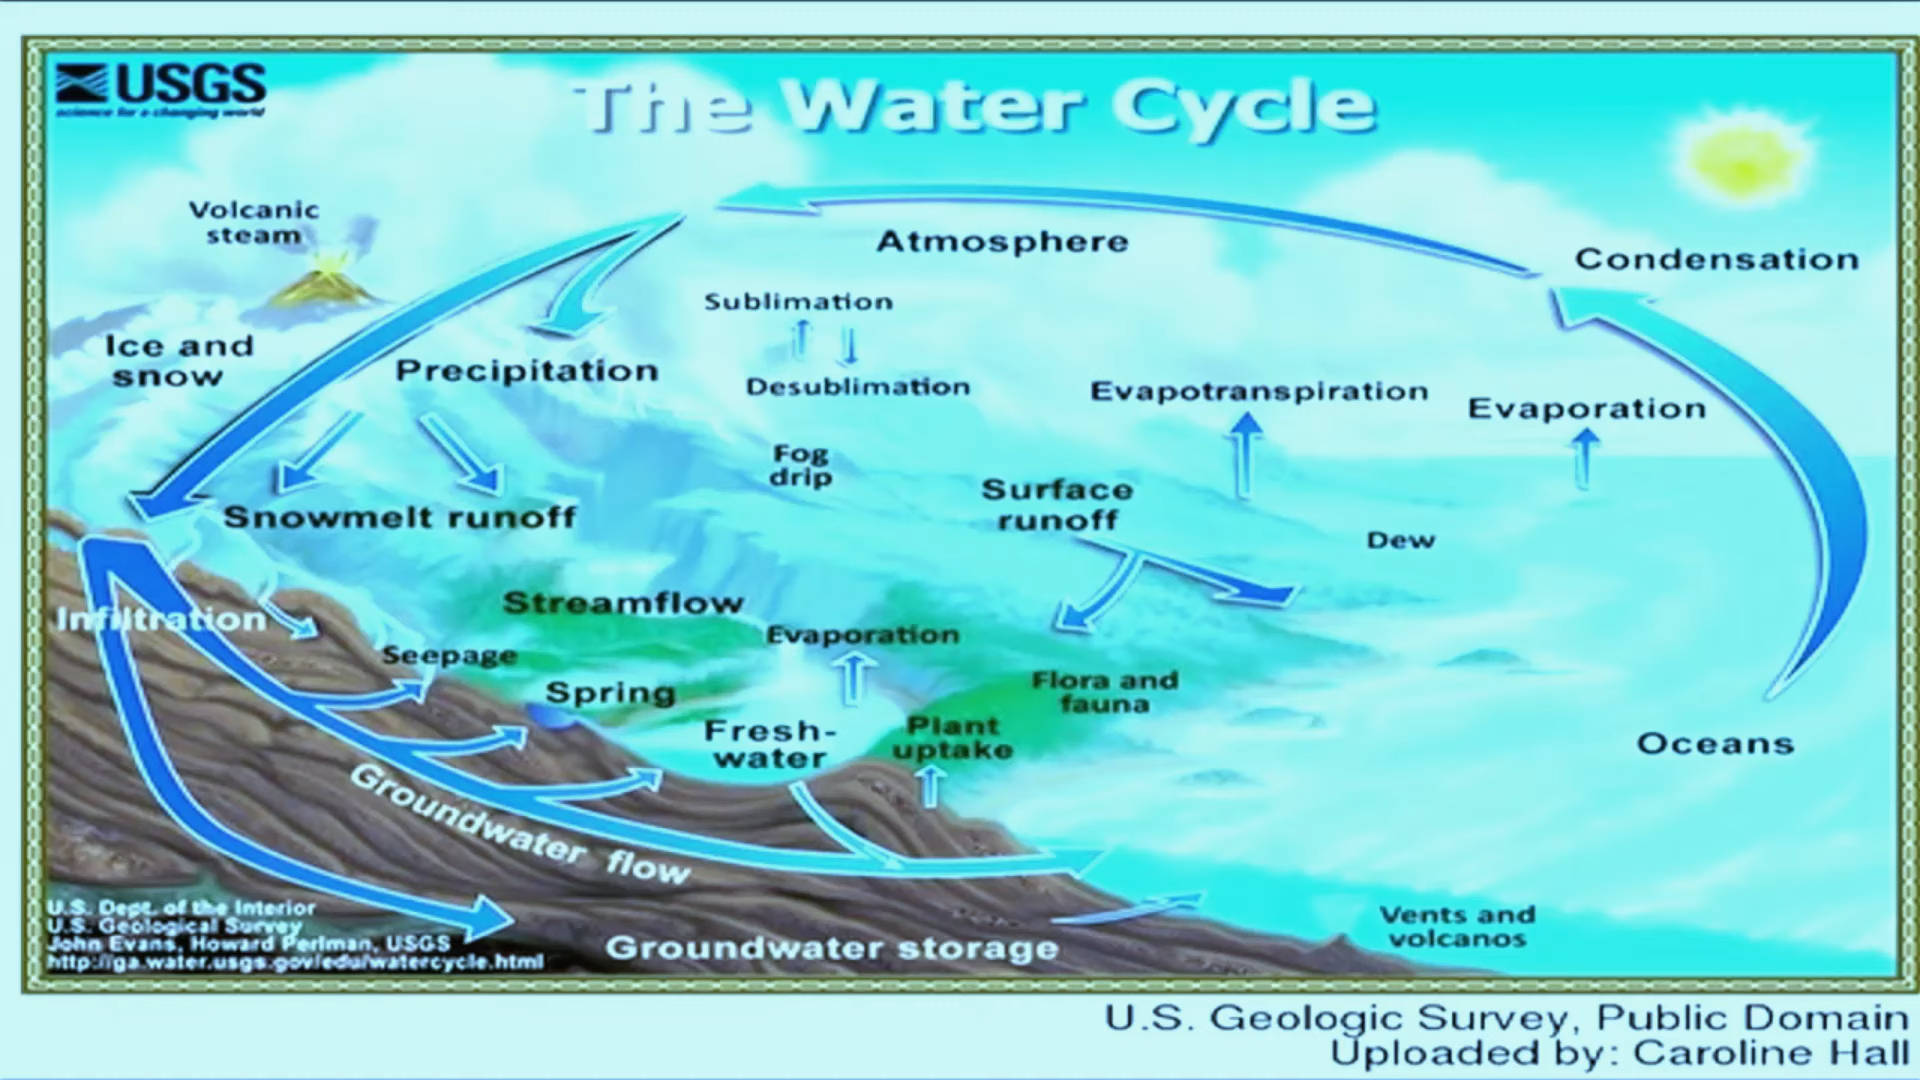 USGS
science for a changing world
The Water Cycle
Volcanic
steam
Atmosphere
Condensation
Sublimation
Ice and
snow
Precipitation
Desublimation
Evapotranspiration
Evaporation
Fog
drip
Surface
runoff
Snowmelt runoff
Dew
Streamflow
Infiltration
Evaporation
Seepage
Spring
Flora and
fauna
Fresh-
water
Plant
uptake
Oceans
Groundwater flow
U.S. Dept. of the Interior
U.S. Geological Survey
John Evans, Howard Perlman, USGS
http://ga.water.usgs.gov/edu/watercycle.html
Groundwater storage
Vents and
volcanos
U.S. Geologic Survey, Public Domain
Uploaded by: Caroline Hall